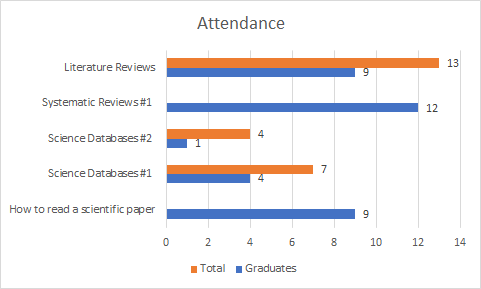 Attendance
Literature Reviews
13
9
Systematic Reviews #1
12
Science Databases #2
4
1
Science Databases #1
7
4
How to read a scientific paper
9
0 2 4 6 8 10 12 14
Total Graduates